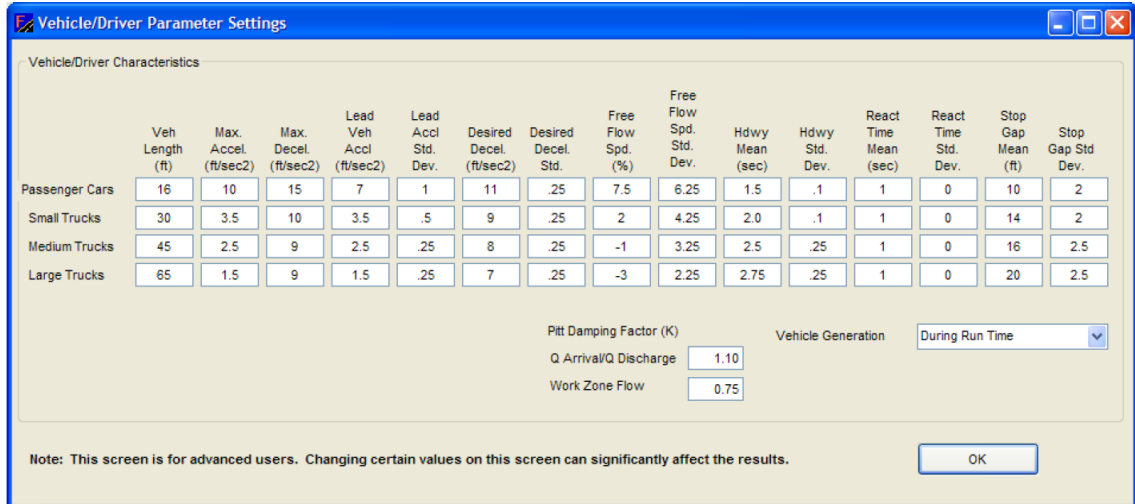 Vehicle/Driver Parameter Settings
Vehicle/Driver Characteristics
Veh Length (ft) Max. Accel. (ft/sec2) Max. Decel. (ft/sec2) Lead Veh Accl (ft/sec2) Lead Accl Std. Dev. Desired Decel. (ft/sec2) Desired Decel. Std. Free Flow Spd. (%) Free Flow Spd. Std. Dev. Hdwy Mean (sec) Hdwy Std. Dev. React Time Mean (sec) React Time Std. Dev. Stop Gap Mean (ft) Stop Gap Std Dev.
Passenger Cars 16 10 15 7 1 11 .25 7.5 6.25 1.5 .1 1 0 10 2
Small Trucks 30 3.5 10 3.5 .5 9 .25 2 4.25 2.0 .1 1 0 14 2
Medium Trucks 45 2.5 9 2.5 .25 8 .25 -1 3.25 2.5 .25 1 0 16 2.5
Large Trucks 65 1.5 9 1.5 .25 7 .25 -3 2.25 2.75 .25 1 0 20 2.5
Pitt Damping Factor (K) Vehicle Generation During Run Time
Q Arrival/Q Discharge 1.10
Work Zone Flow 0.75
Note: This screen is for advanced users. Changing certain values on this screen can significantly affect the results. OK